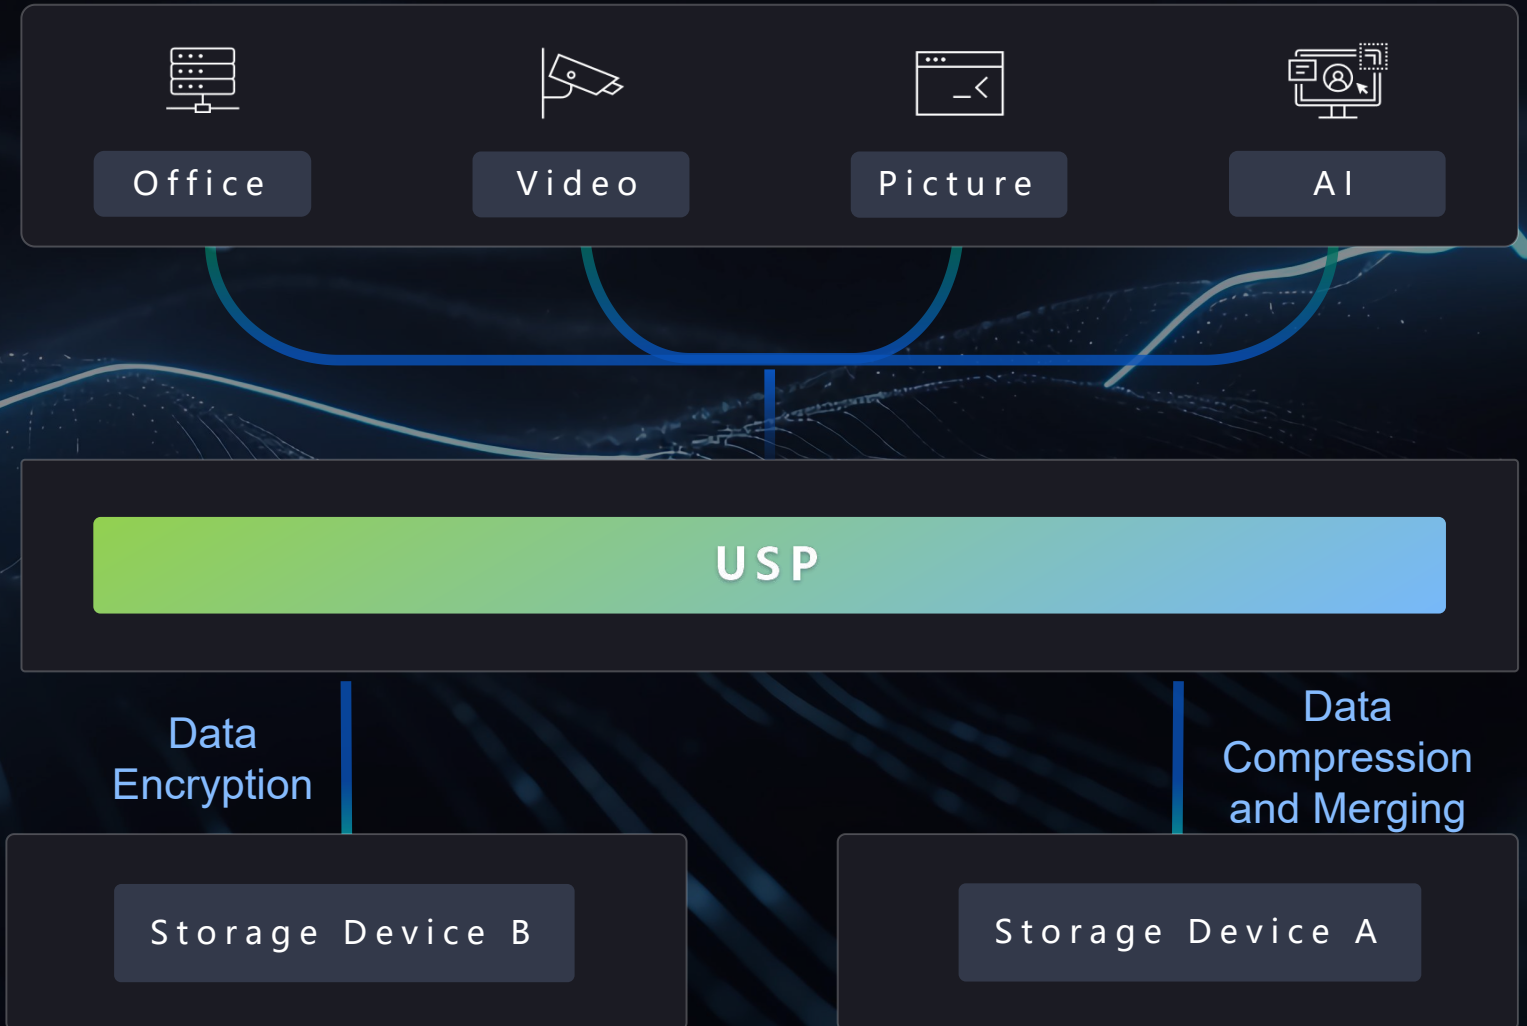 Office
Video
Picture
AI
USP
Data
Encryption
Data
Compression
and Merging
Storage Device B
Storage Device A